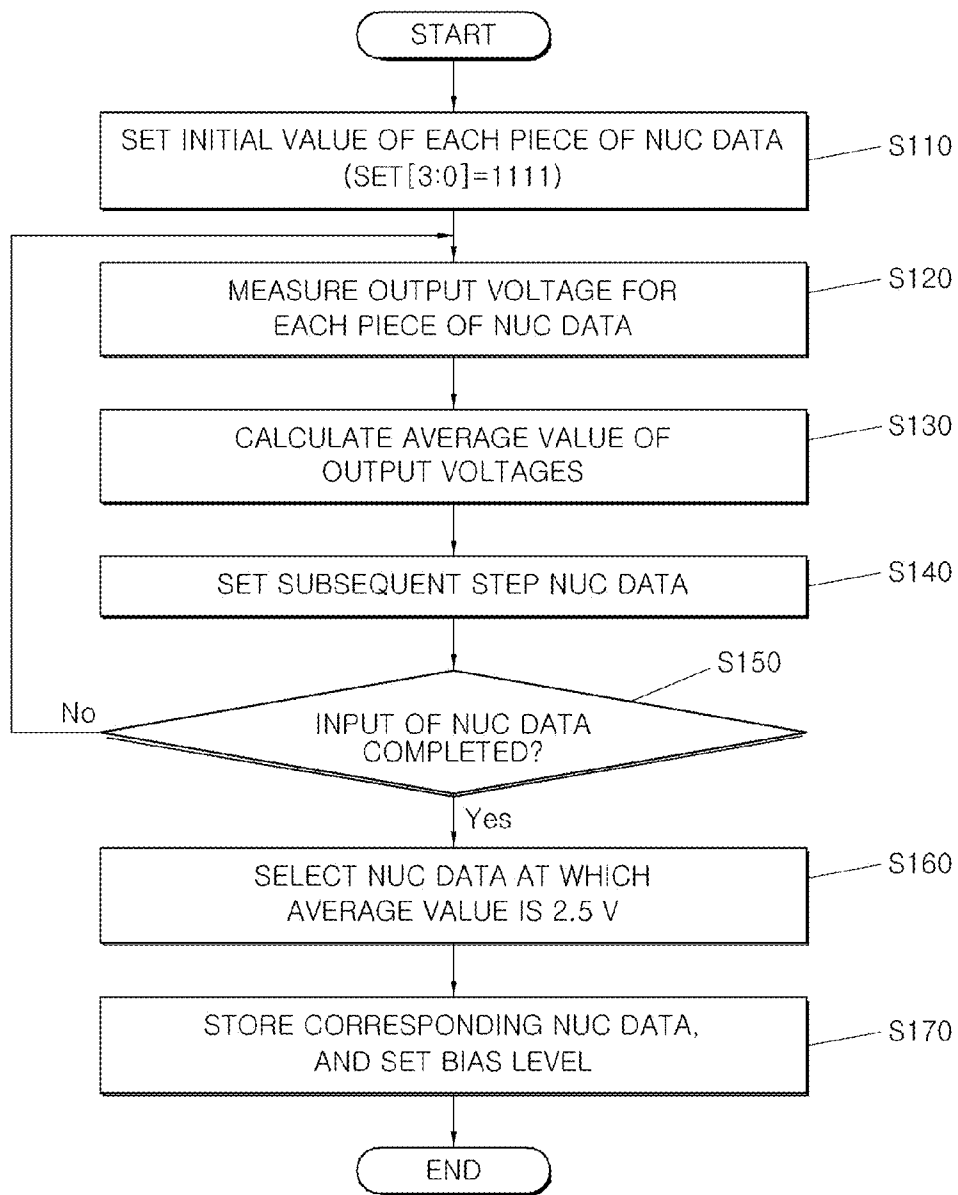 START
SET INITIAL VALUE OF EACH PIECE OF NUC DATA
(SET[3:0]=1111)
S110
MEASURE OUTPUT VOLTAGE FOR
EACH PIECE OF NUC DATA
S120
CALCULATE AVERAGE VALUE OF
OUTPUT VOLTAGES
S130
SET SUBSEQUENT STEP NUC DATA
S140
S150
No
INPUT OF NUC DATA
COMPLETED?
Yes
SELECT NUC DATA AT WHICH
AVERAGE VALUE IS 2.5 V
S160
STORE CORRESPONDING NUC DATA,
AND SET BIAS LEVEL
S170
END